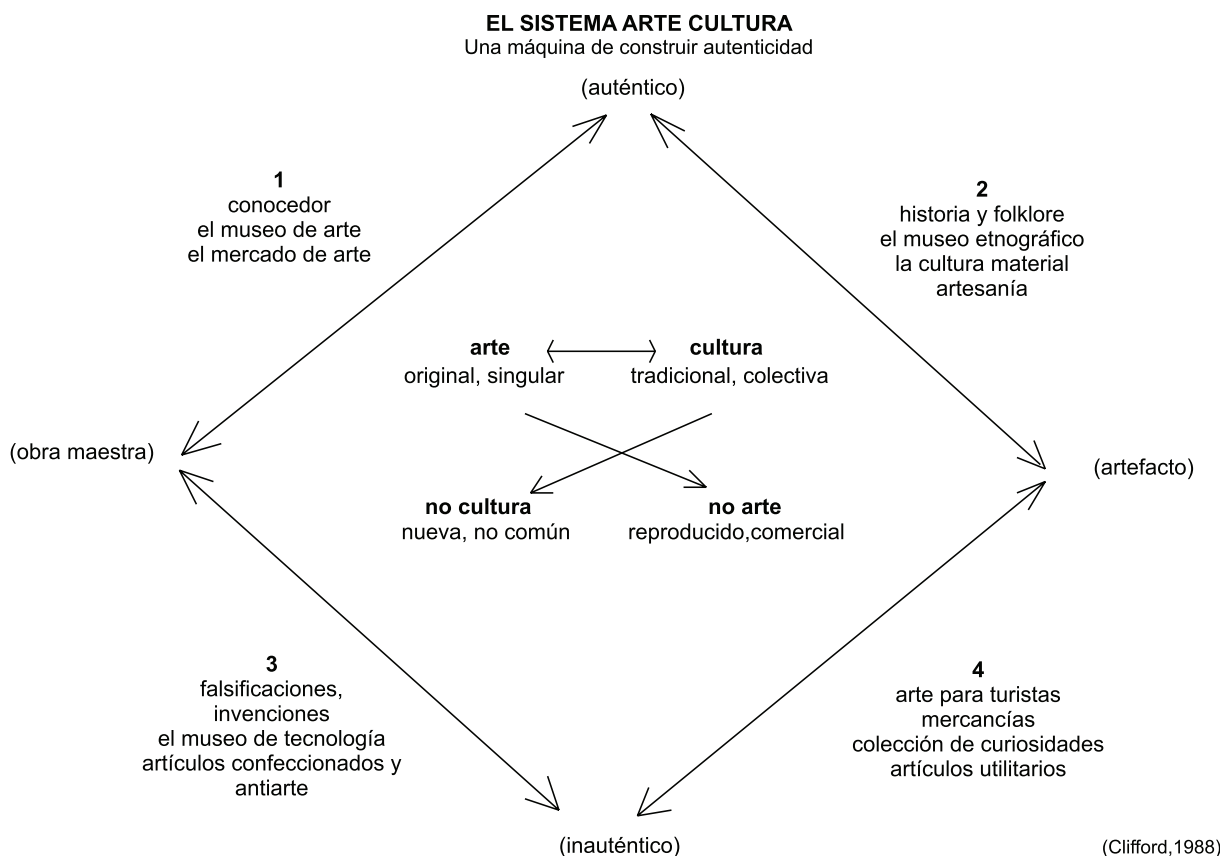 EL SISTEMA ARTE CULTURA
Una máquina de construir autenticidad
(auténtico)
1
conocedor
el museo de arte
el mercado de arte
2
historia y folklore
el museo etnográfico
la cultura material
artesanía
arte
original, singular
cultura
tradicional, colectiva
(obra maestra)
(artefacto)
no cultura
nueva, no común
no arte
reproducido,comercial
3
falsificaciones,
invenciones
el museo de tecnología
artículos confeccionados y
antiarte
4
arte para turistas
mercancías
colección de curiosidades
artículos utilitarios
(inauténtico)
(Clifford,1988)